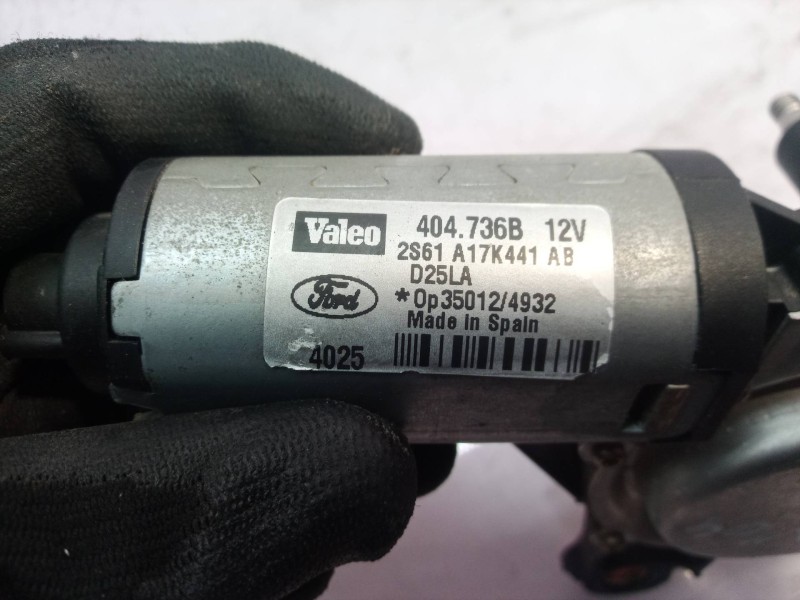 Valeo 404.736B 12V
2S61 A17K441 AB
D25LA
Ford *Op35012/4932
Made in Spain
4025